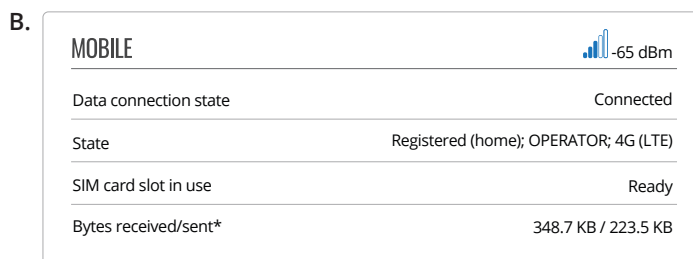 B.
MOBILE -65 dBm
Data connection state Connected
State Registered (home); OPERATOR; 4G (LTE)
SIM card slot in use Ready
Bytes received/sent* 348.7 KB / 223.5 KB